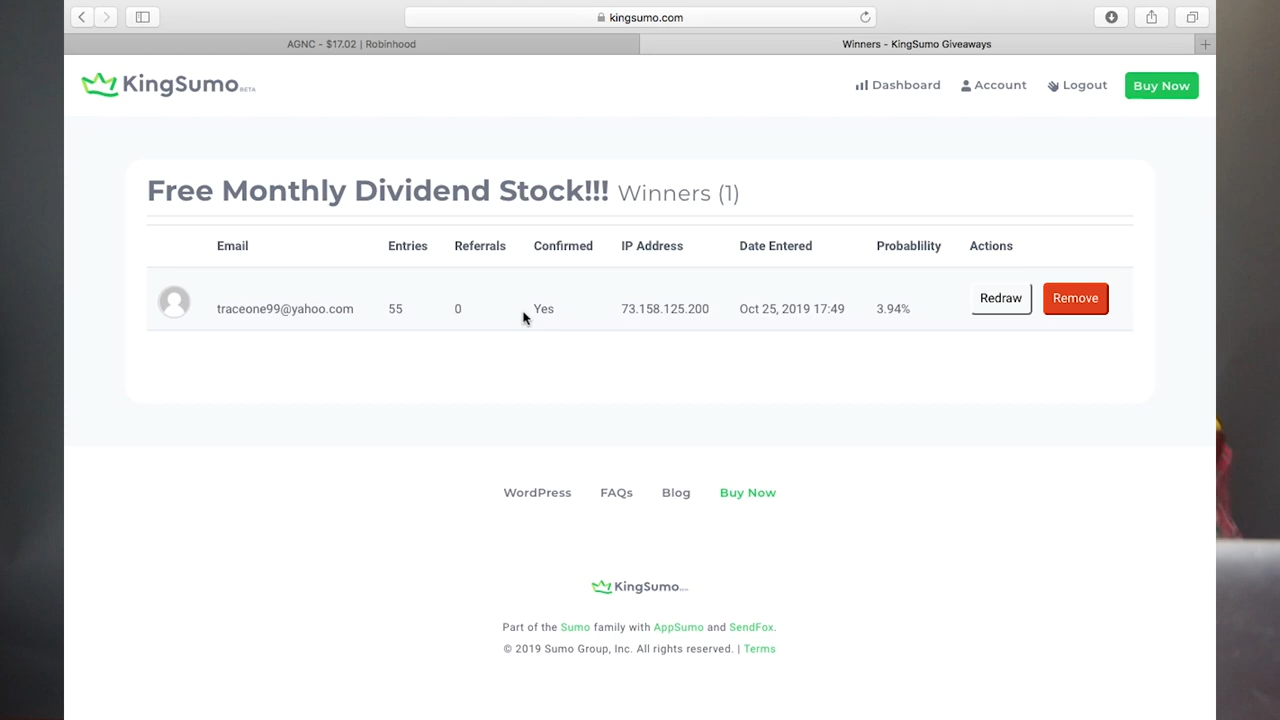 kingsumo.com
AGNC - $17.02 | Robinhood
Winners - KingSumo Giveaways
KingSumo BETA
Dashboard
Account
Logout
Buy Now
Free Monthly Dividend Stock!!! Winners (1)
Email Entries Referrals Confirmed IP Address Date Entered Probablility Actions
traceone99@yahoo.com 55 0 Yes 73.158.125.200 Oct 25, 2019 17:49 3.94% Redraw Remove
WordPress FAQs Blog Buy Now
KingSumo
Part of the Sumo family with AppSumo and SendFox.
© 2019 Sumo Group, Inc. All rights reserved. | Terms